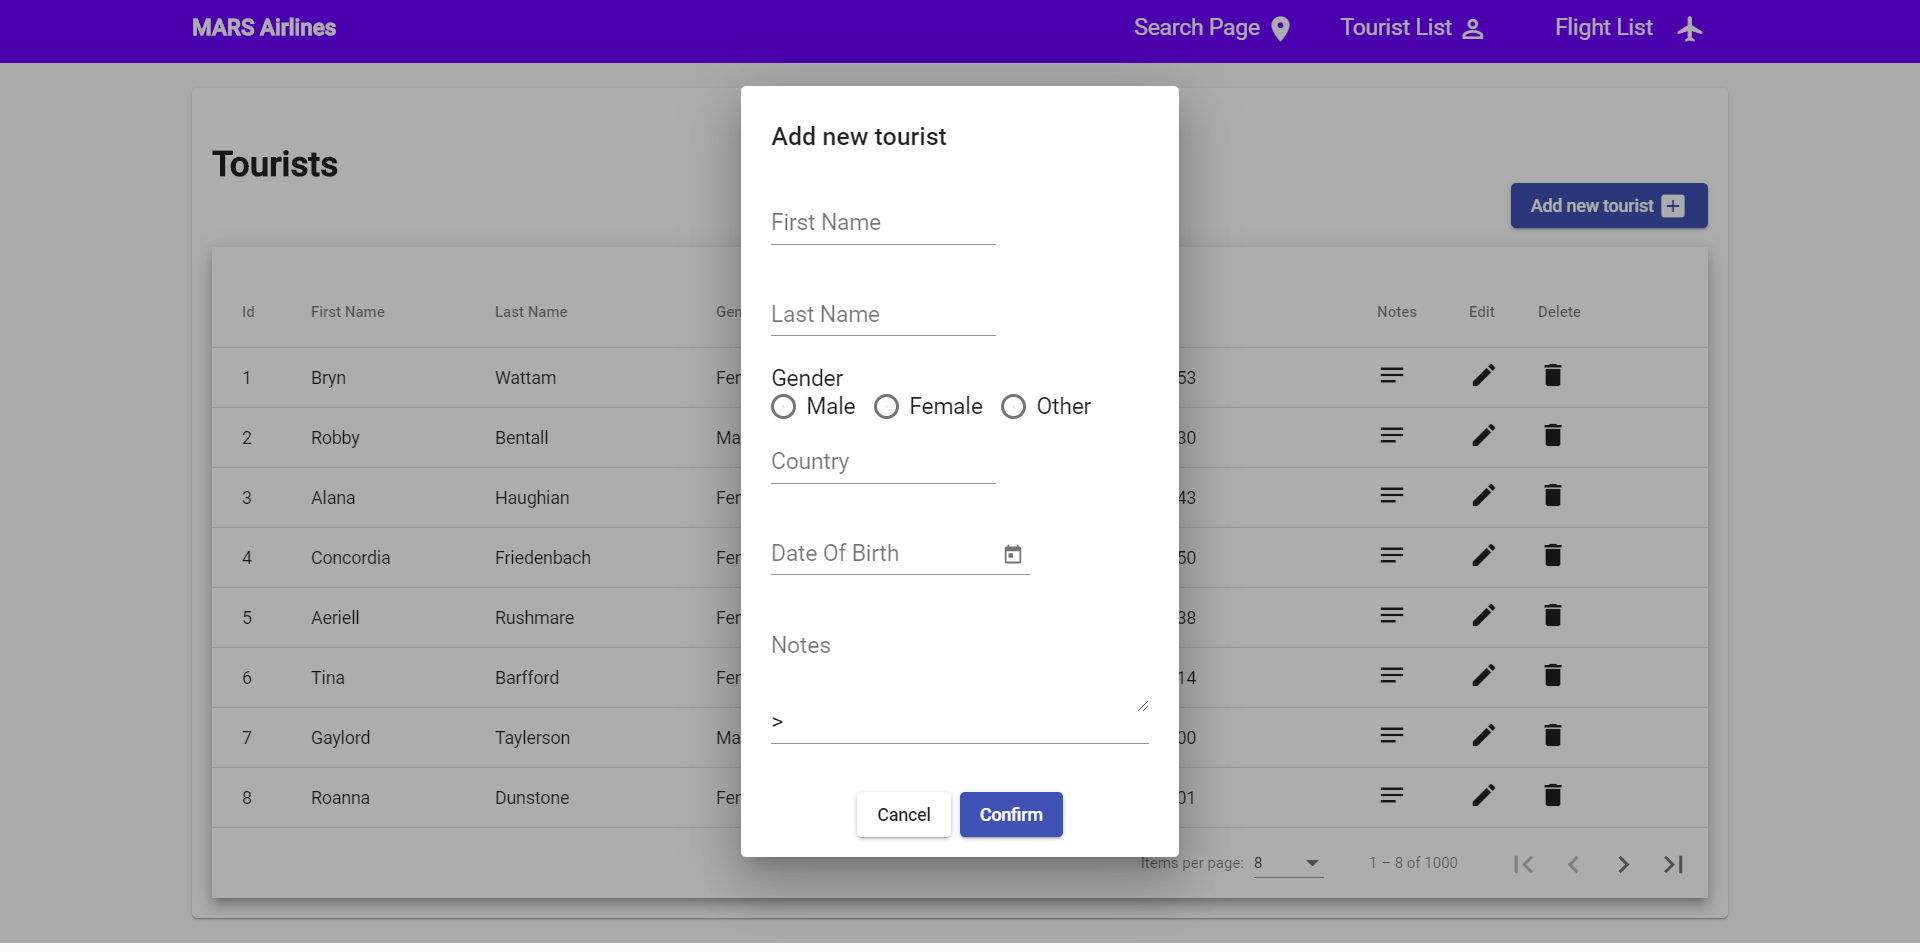 MARS Airlines Search Page Tourist List Flight List
Tourists
Add new tourist
Id First Name Last Name Gen Notes Edit Delete
1 Bryn Wattam Fer 53
2 Robby Bentall Ma 30
3 Alana Haughian Fer 43
4 Concordia Friedenbach Fer 50
5 Aeriell Rushmare Fer 38
6 Tina Barfford Fer 14
7 Gaylord Taylerson Ma 00
8 Roanna Dunstone Fer 01
Items per page: 8 1 – 8 of 1000
Add new tourist
First Name
Last Name
Gender
Male Female Other
Country
Date Of Birth
Notes
>
Cancel Confirm